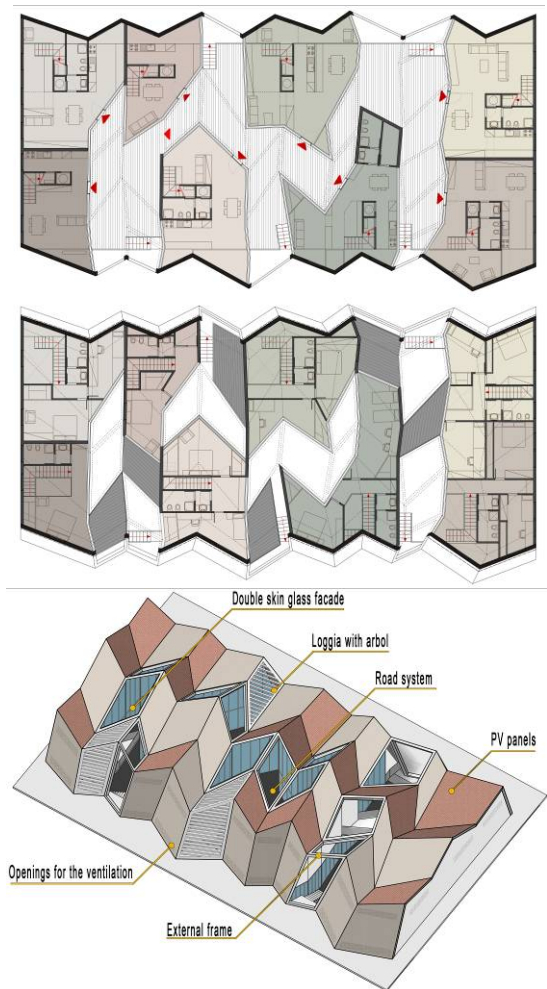 Double skin glass facade
Loggia with arbol
Road system
PV panels
Openings for the ventilation
External frame